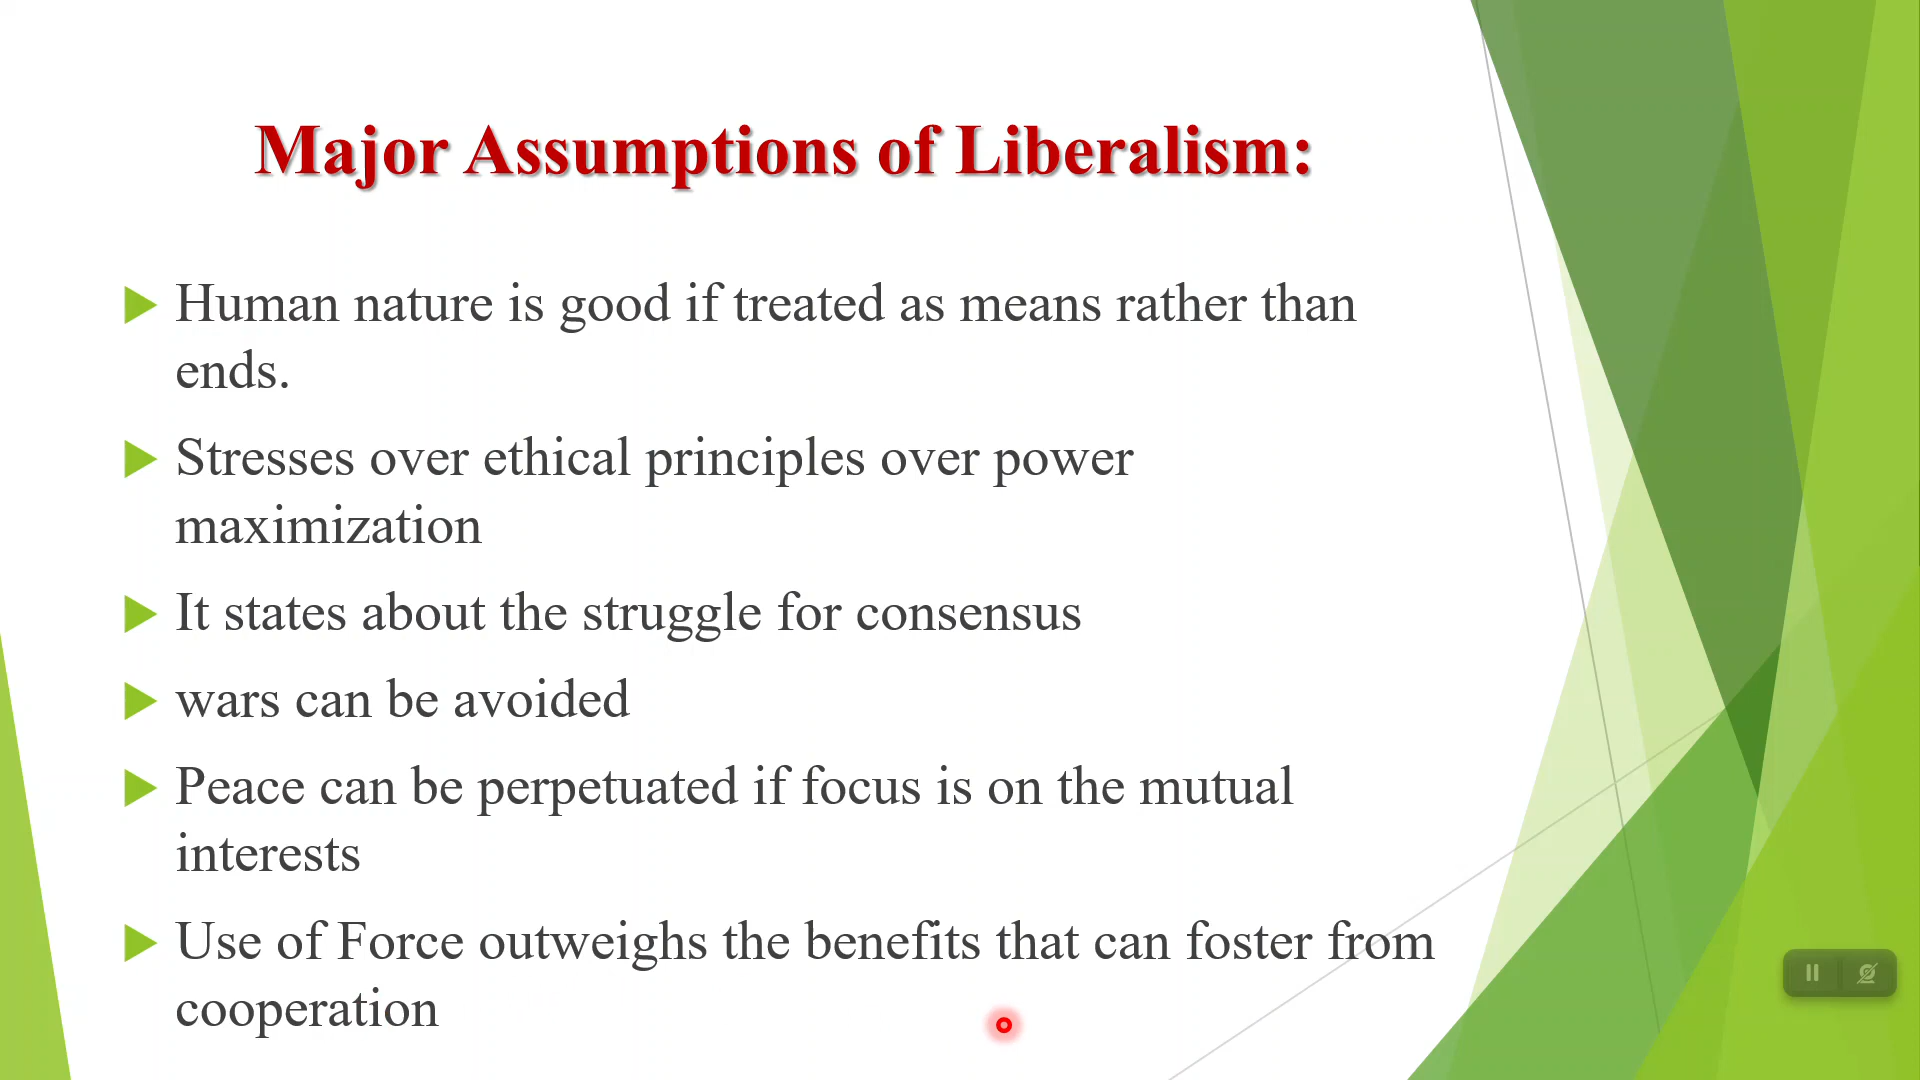 Major Assumptions of Liberalism:
Human nature is good if treated as means rather than
ends.
Stresses over ethical principles over power
maximization
It states about the struggle for consensus
wars can be avoided
Peace can be perpetuated if focus is on the mutual
interests
Use of Force outweighs the benefits that can foster from
cooperation